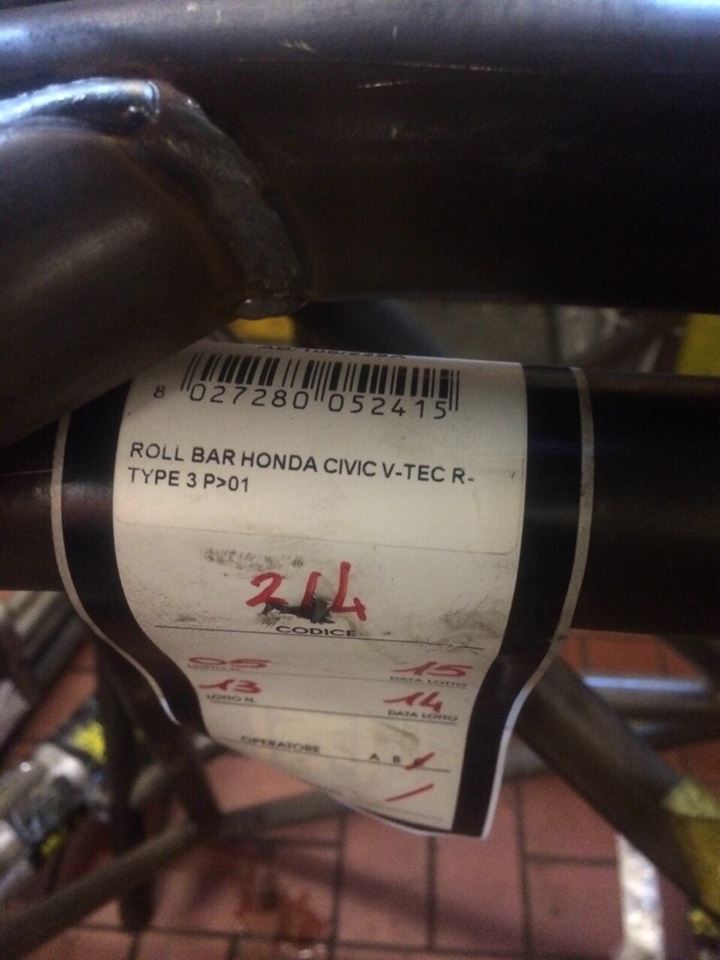 8 027280 052415
ROLL BAR HONDA CIVIC V-TEC R-
TYPE 3 P>01
214
CODICE
05 15
DATA LOTTO
13 14
LOTTO N. DATA LOTTO
OPERATORE A B